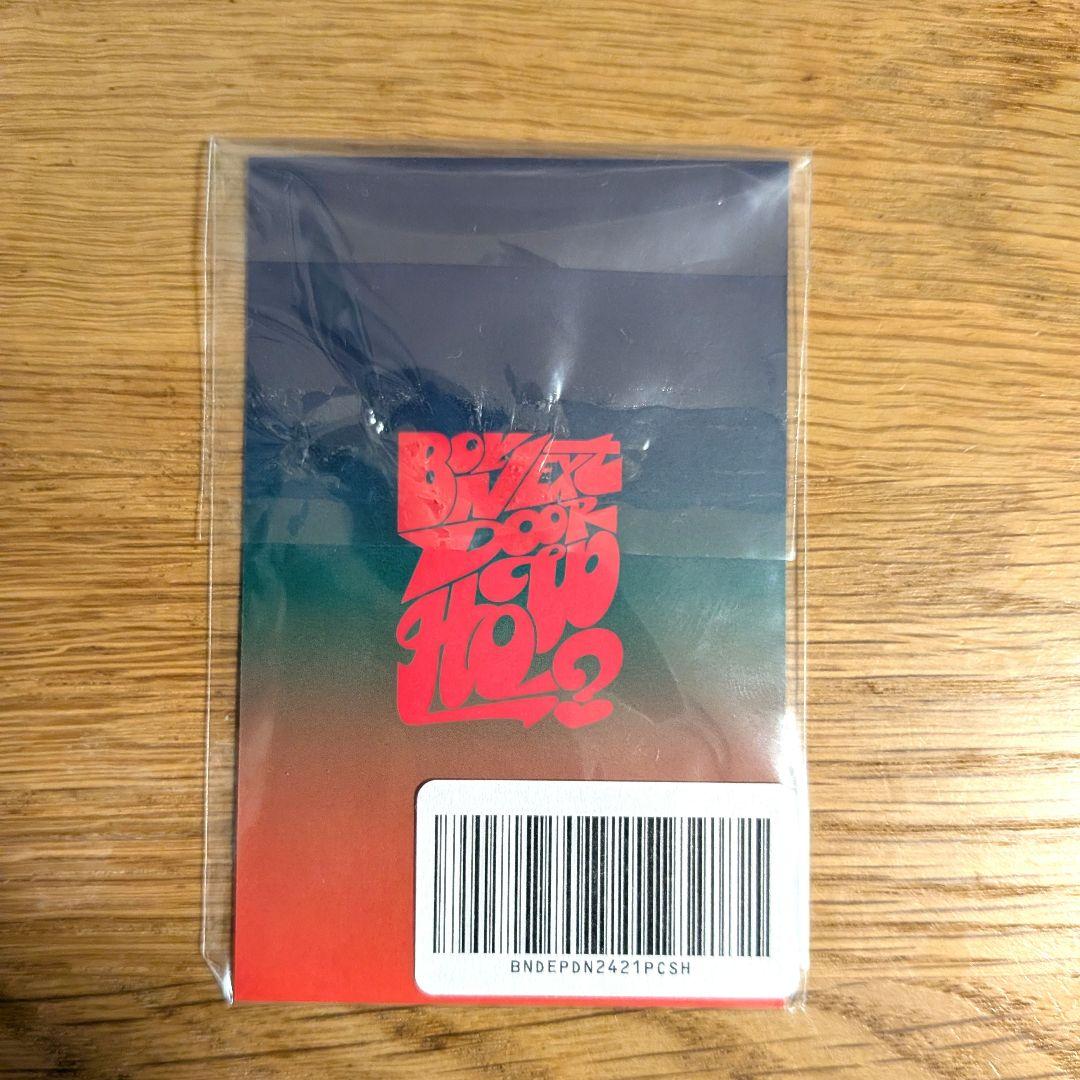 BOYNEXT
DOOR
HOW?
BNDEPDN2421PCSH